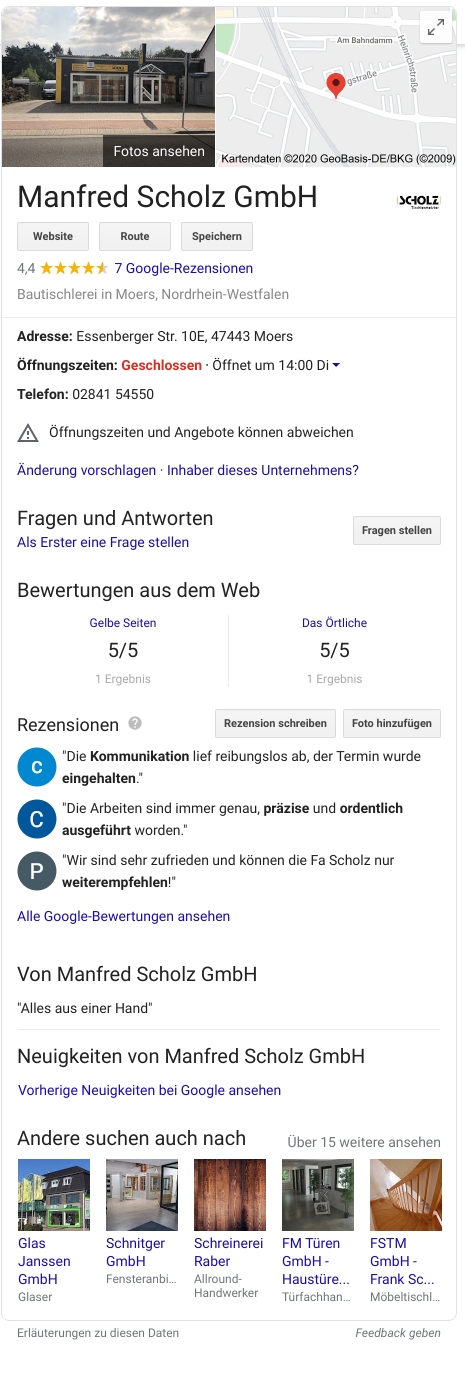 Am Bahndamm
Heinrichstraße
gstraße
Fotos ansehen
Kartendaten ©2020 GeoBasis-DE/BKG (©2009)
Manfred Scholz GmbH
SCHOLZ
Website
Route
Speichern
4,4 7 Google-Rezensionen
Bautischlerei in Moers, Nordrhein-Westfalen
Adresse: Essenberger Str. 10E, 47443 Moers
Öffnungszeiten: Geschlossen · Öffnet um 14:00 Di
Telefon: 02841 54550
Öffnungszeiten und Angebote können abweichen
Änderung vorschlagen · Inhaber dieses Unternehmens?
Fragen und Antworten
Fragen stellen
Als Erster eine Frage stellen
Bewertungen aus dem Web
Gelbe Seiten
Das Örtliche
5/5
5/5
1 Ergebnis
1 Ergebnis
Rezensionen ?
Rezension schreiben
Foto hinzufügen
C
"Die Kommunikation lief reibungslos ab, der Termin wurde
eingehalten."
C
"Die Arbeiten sind immer genau, präzise und ordentlich
ausgeführt worden."
P
"Wir sind sehr zufrieden und können die Fa Scholz nur
weiterempfehlen!"
Alle Google-Bewertungen ansehen
Von Manfred Scholz GmbH
"Alles aus einer Hand"
Neuigkeiten von Manfred Scholz GmbH
Vorherige Neuigkeiten bei Google ansehen
Andere suchen auch nach
Über 15 weitere ansehen
Glas
Janssen
GmbH
Glaser
Schnitger
GmbH
Fensteranbi...
Schreinerei
Raber
Allround-
Handwerker
FM Türen
GmbH -
Haustüre...
Türfachhan...
FSTM
GmbH -
Frank Sc...
Möbeltischl...
Erläuterungen zu diesen Daten
Feedback geben